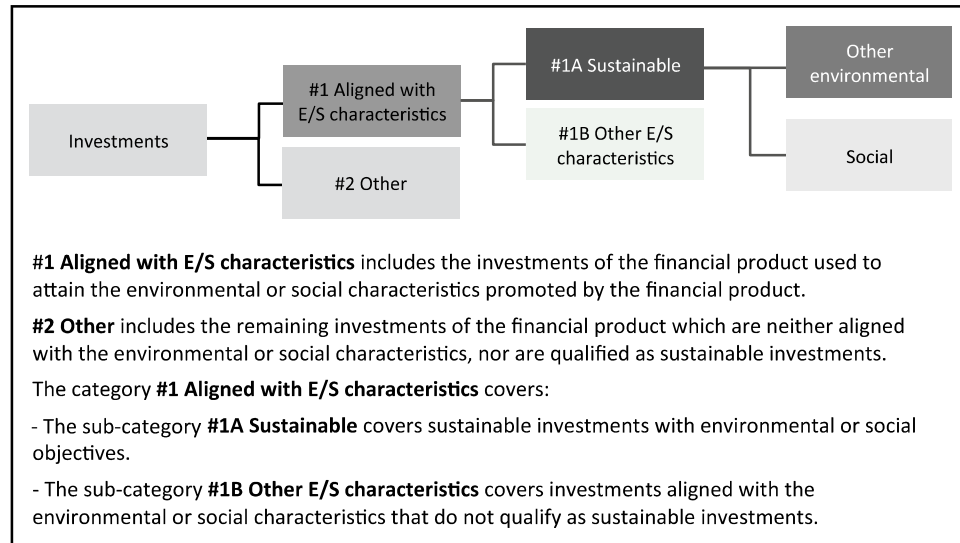 Investments
#1 Aligned with
E/S characteristics
#2 Other
#1A Sustainable
#1B Other E/S
characteristics
Other
environmental
Social
#1 Aligned with E/S characteristics includes the investments of the financial product used to
attain the environmental or social characteristics promoted by the financial product.
#2 Other includes the remaining investments of the financial product which are neither aligned
with the environmental or social characteristics, nor are qualified as sustainable investments.
The category #1 Aligned with E/S characteristics covers:
- The sub-category #1A Sustainable covers sustainable investments with environmental or social
objectives.
- The sub-category #1B Other E/S characteristics covers investments aligned with the
environmental or social characteristics that do not qualify as sustainable investments.